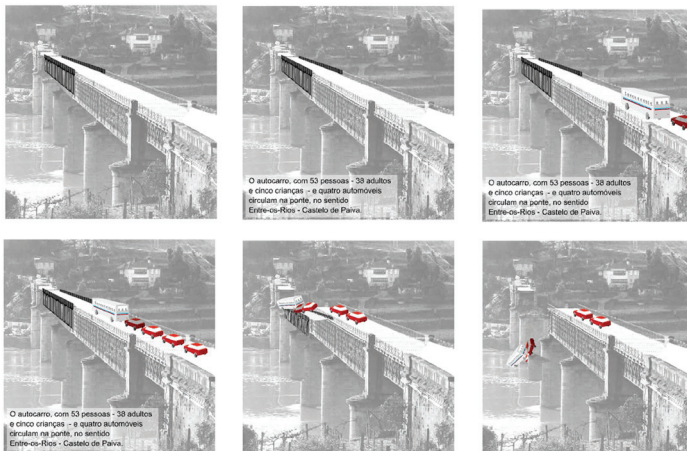 O autocarro, com 53 pessoas - 38 adultos
e cinco crianças - e quatro automóveis
circulam na ponte, no sentido
Entre-os-Rios - Castelo de Paiva.
O autocarro, com 53 pessoas - 38 adultos
e cinco crianças - e quatro automóveis
circulam na ponte, no sentido
Entre-os-Rios - Castelo de Paiva.
O autocarro, com 53 pessoas - 38 adultos
e cinco crianças - e quatro automóveis
circulam na ponte, no sentido
Entre-os-Rios - Castelo de Paiva.